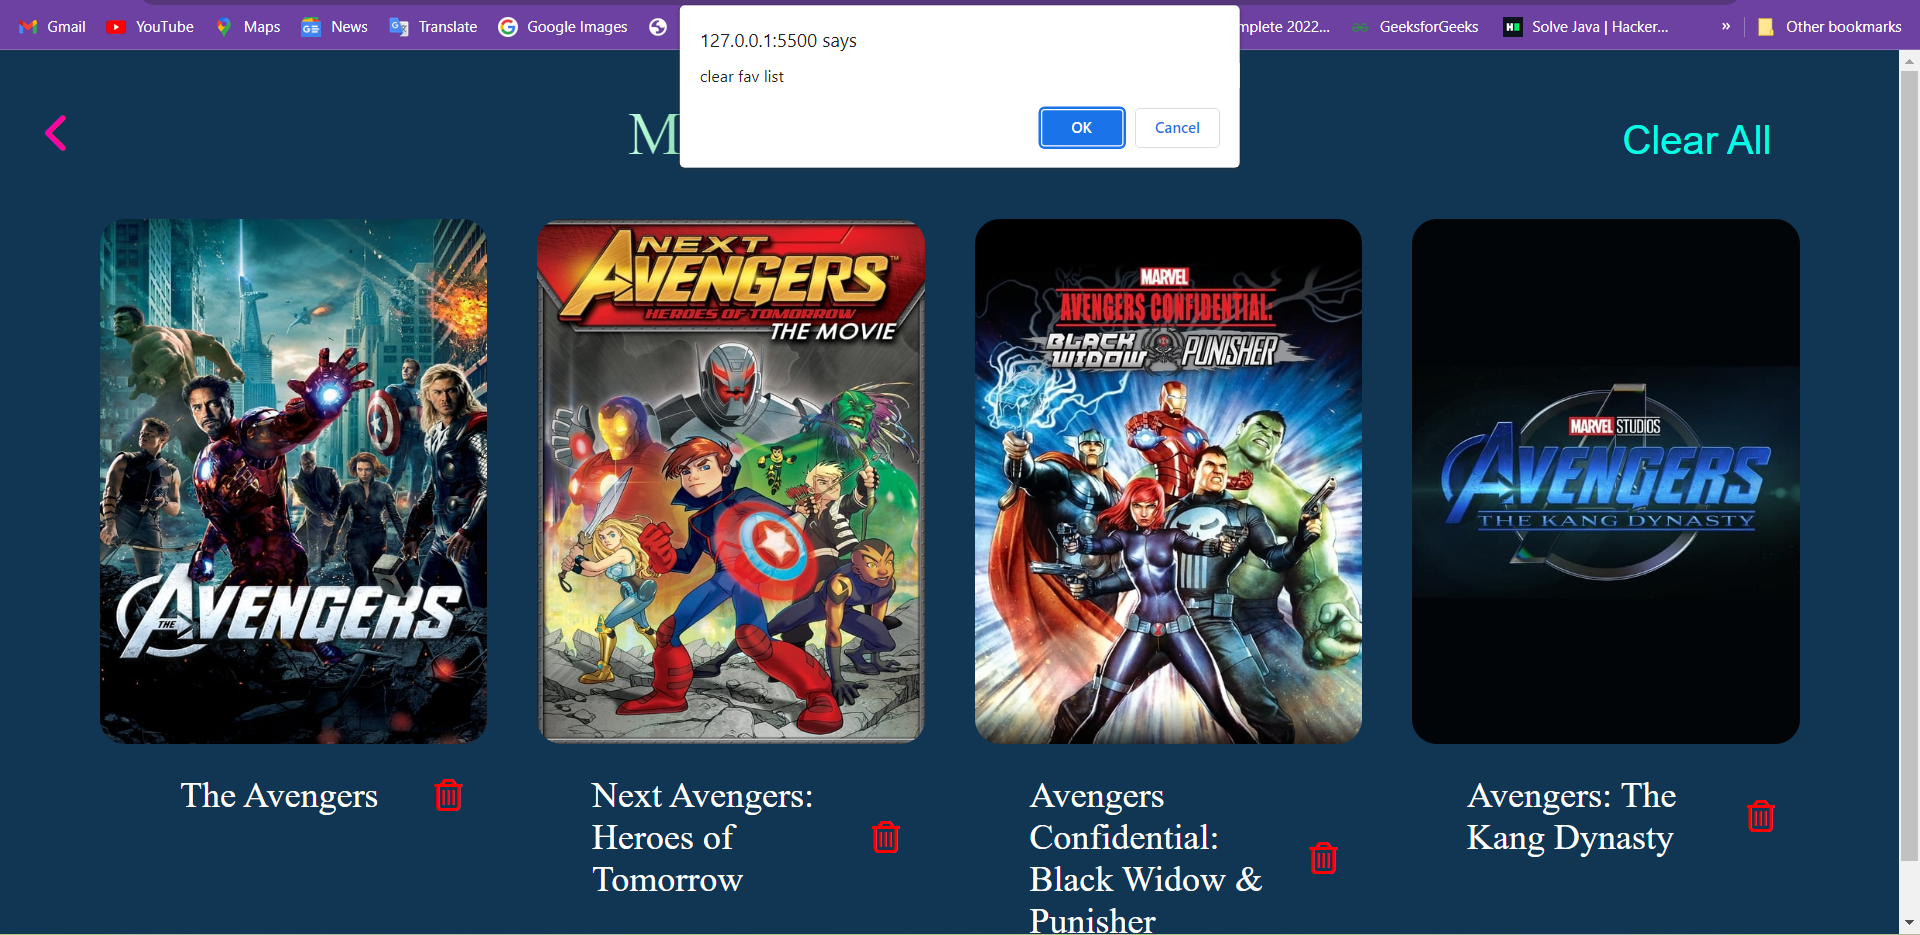 Gmail YouTube Maps News Translate Google Images mplete 2022... GeeksforGeeks Solve Java | Hacker... » Other bookmarks
127.0.0.1:5500 says
clear fav list
OK Cancel
M
Clear All
THE AVENGERS
NEXT
AVENGERS™
HEROES OF TOMORROW
THE MOVIE
MARVEL
AVENGERS CONFIDENTIAL:
BLACK WIDOW PUNISHER
MARVEL STUDIOS
AVENGERS
THE KANG DYNASTY
The Avengers
Next Avengers:
Heroes of
Tomorrow
Avengers
Confidential:
Black Widow &
Punisher
Avengers: The
Kang Dynasty